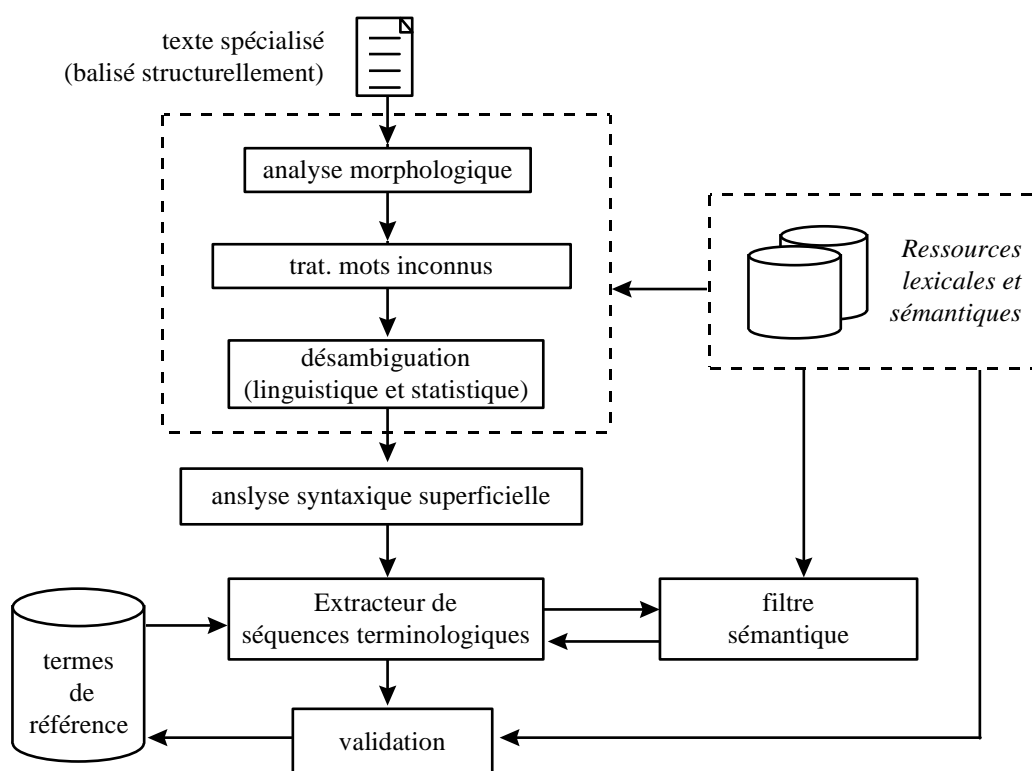 texte spécialisé
(balisé structurellement)
analyse morphologique
trat. mots inconnus
désambiguation
(linguistique et statistique)
Ressources
lexicales et
sémantiques
anslyse syntaxique superficielle
Extracteur de
séquences terminologiques
filtre
sémantique
termes
de
référence
validation